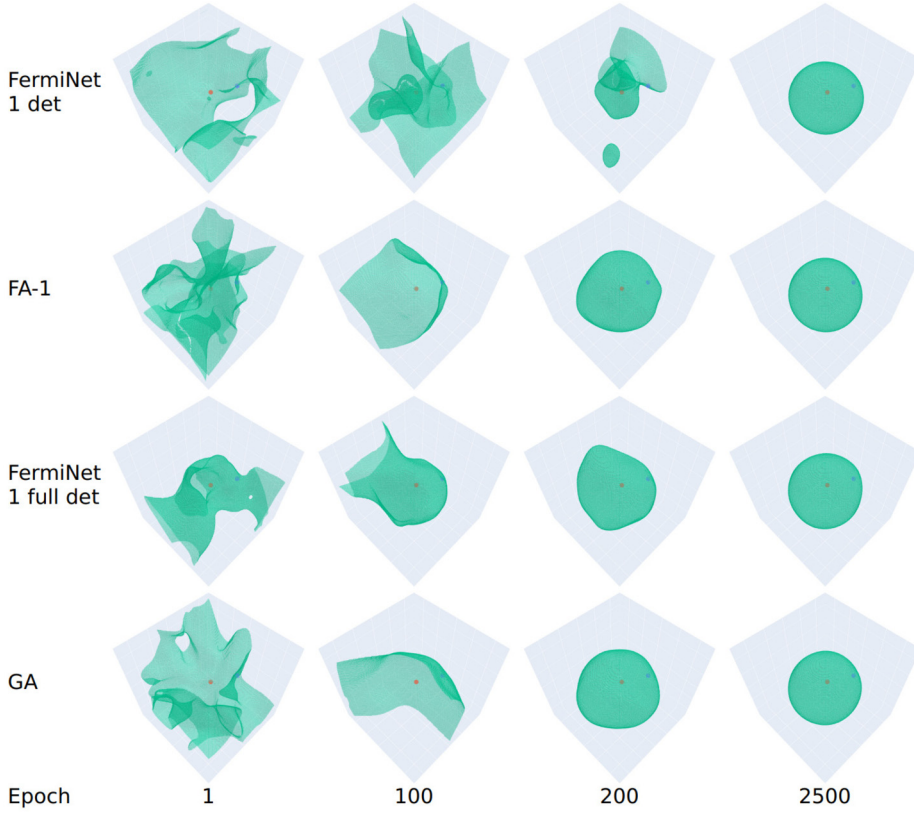 FermiNet
1 det
FA-1
FermiNet
1 full det
GA
Epoch 1 100 200 2500